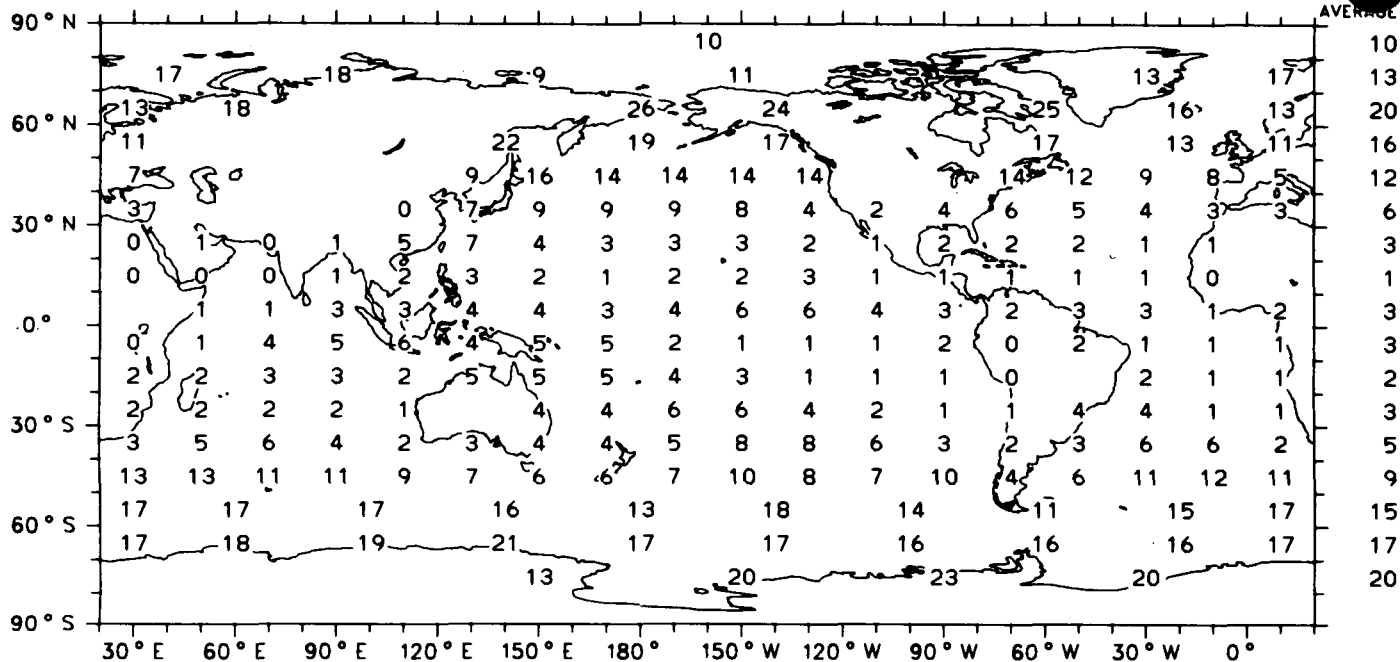 90° N AVERAGE
10 10
17 18 9 11 13 17 13
13 18 26 24 25 16 13 20
60° N
11 22 19 17 17 13 11 16
7 9 16 14 14 14 14 14 12 9 8 5 12
3 0 7 9 9 9 8 4 2 4 6 5 4 3 3 6
30° N
0 1 0 1 5 7 4 3 3 3 2 1 2 2 2 1 1 3
0 0 0 1 2 3 2 1 2 2 3 1 1 1 1 1 0 1
1 1 3 3 4 4 3 4 6 6 4 3 2 3 3 1 2 3
0°
0 1 4 5 6 4 5 5 2 1 1 1 2 0 2 1 1 1 3
2 2 3 3 2 5 5 5 4 3 1 1 1 0 2 1 1 2
2 2 2 2 1 4 4 6 6 4 2 1 1 4 4 1 1 3
30° S
3 5 6 4 2 3 4 4 5 8 8 6 3 2 3 6 6 2 5
13 13 11 11 9 7 6 6 7 10 8 7 10 4 6 11 12 11 9
17 17 17 16 13 18 14 11 15 17 15
60° S
17 18 19 21 17 17 16 16 16 17 17
13 20 23 20 20
90° S
30° E 60° E 90° E 120° E 150° E 180° 150° W 120° W 90° W 60° W 30° W 0°